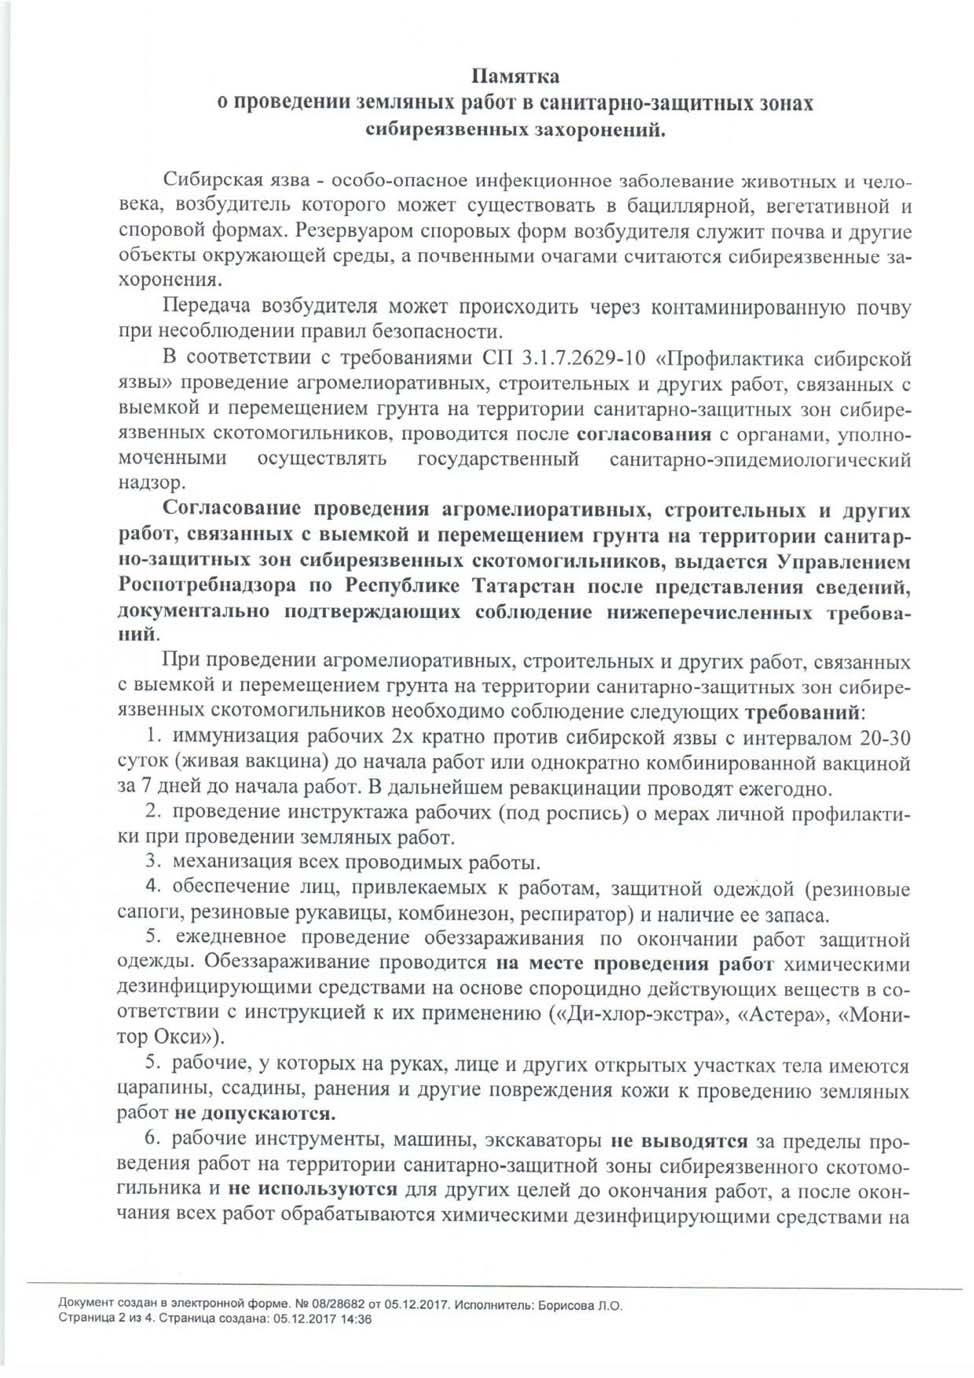 Памятка
о проведении земляных работ в санитарно-защитных зонах
сибиреязвенных захоронений.
Сибирская язва - особо-опасное инфекционное заболевание животных и чело-
века, возбудитель которого может существовать в бациллярной, вегетативной и
споровой формах. Резервуаром споровых форм возбудителя служит почва и другие
объекты окружающей среды, а почвенными очагами считаются сибиреязвенные за-
хоронения.
Передача возбудителя может происходить через контаминированную почву
при несоблюдении правил безопасности.
В соответствии с требованиями СП 3.1.7.2629-10 «Профилактика сибирской
язвы» проведение агромелиоративных, строительных и других работ, связанных с
выемкой и перемещением грунта на территории санитарно-защитных зон сибире-
язвенных скотомогильников, проводится после согласования с органами, уполно-
моченными осуществлять государственный санитарно-эпидемиологический
надзор.
Согласование проведения агромелиоративных, строительных и других
работ, связанных с выемкой и перемещением грунта на территории санитар-
но-защитных зон сибиреязвенных скотомогильников, выдается Управлением
Роспотребнадзора по Республике Татарстан после представления сведений,
документально подтверждающих соблюдение нижеперечисленных требова-
ний.
При проведении агромелиоративных, строительных и других работ, связанных
с выемкой и перемещением грунта на территории санитарно-защитных зон сибире-
язвенных скотомогильников необходимо соблюдение следующих требований:
1. иммунизация рабочих 2х кратно против сибирской язвы с интервалом 20-30
суток (живая вакцина) до начала работ или однократно комбинированной вакциной
за 7 дней до начала работ. В дальнейшем ревакцинации проводят ежегодно.
2. проведение инструктажа рабочих (под роспись) о мерах личной профилакти-
ки при проведении земляных работ.
3. механизация всех проводимых работы.
4. обеспечение лиц, привлекаемых к работам, защитной одеждой (резиновые
сапоги, резиновые рукавицы, комбинезон, респиратор) и наличие ее запаса.
5. ежедневное проведение обеззараживания по окончании работ защитной
одежды. Обеззараживание проводится на месте проведения работ химическими
дезинфицирующими средствами на основе спороцидно действующих веществ в со-
ответствии с инструкцией к их применению («Ди-хлор-экстра», «Астера», «Мони-
тор Окси»).
5. рабочие, у которых на руках, лице и других открытых участках тела имеются
царапины, ссадины, ранения и другие повреждения кожи к проведению земляных
работ не допускаются.
6. рабочие инструменты, машины, экскаваторы не выводятся за пределы про-
ведения работ на территории санитарно-защитной зоны сибиреязвенного скотомо-
гильника и не используются для других целей до окончания работ, а после окон-
чания всех работ обрабатываются химическими дезинфицирующими средствами на
Документ создан в электронной форме. № 08/28682 от 05.12.2017. Исполнитель: Борисова Л.О.
Страница 2 из 4. Страница создана: 05.12.2017 14:36